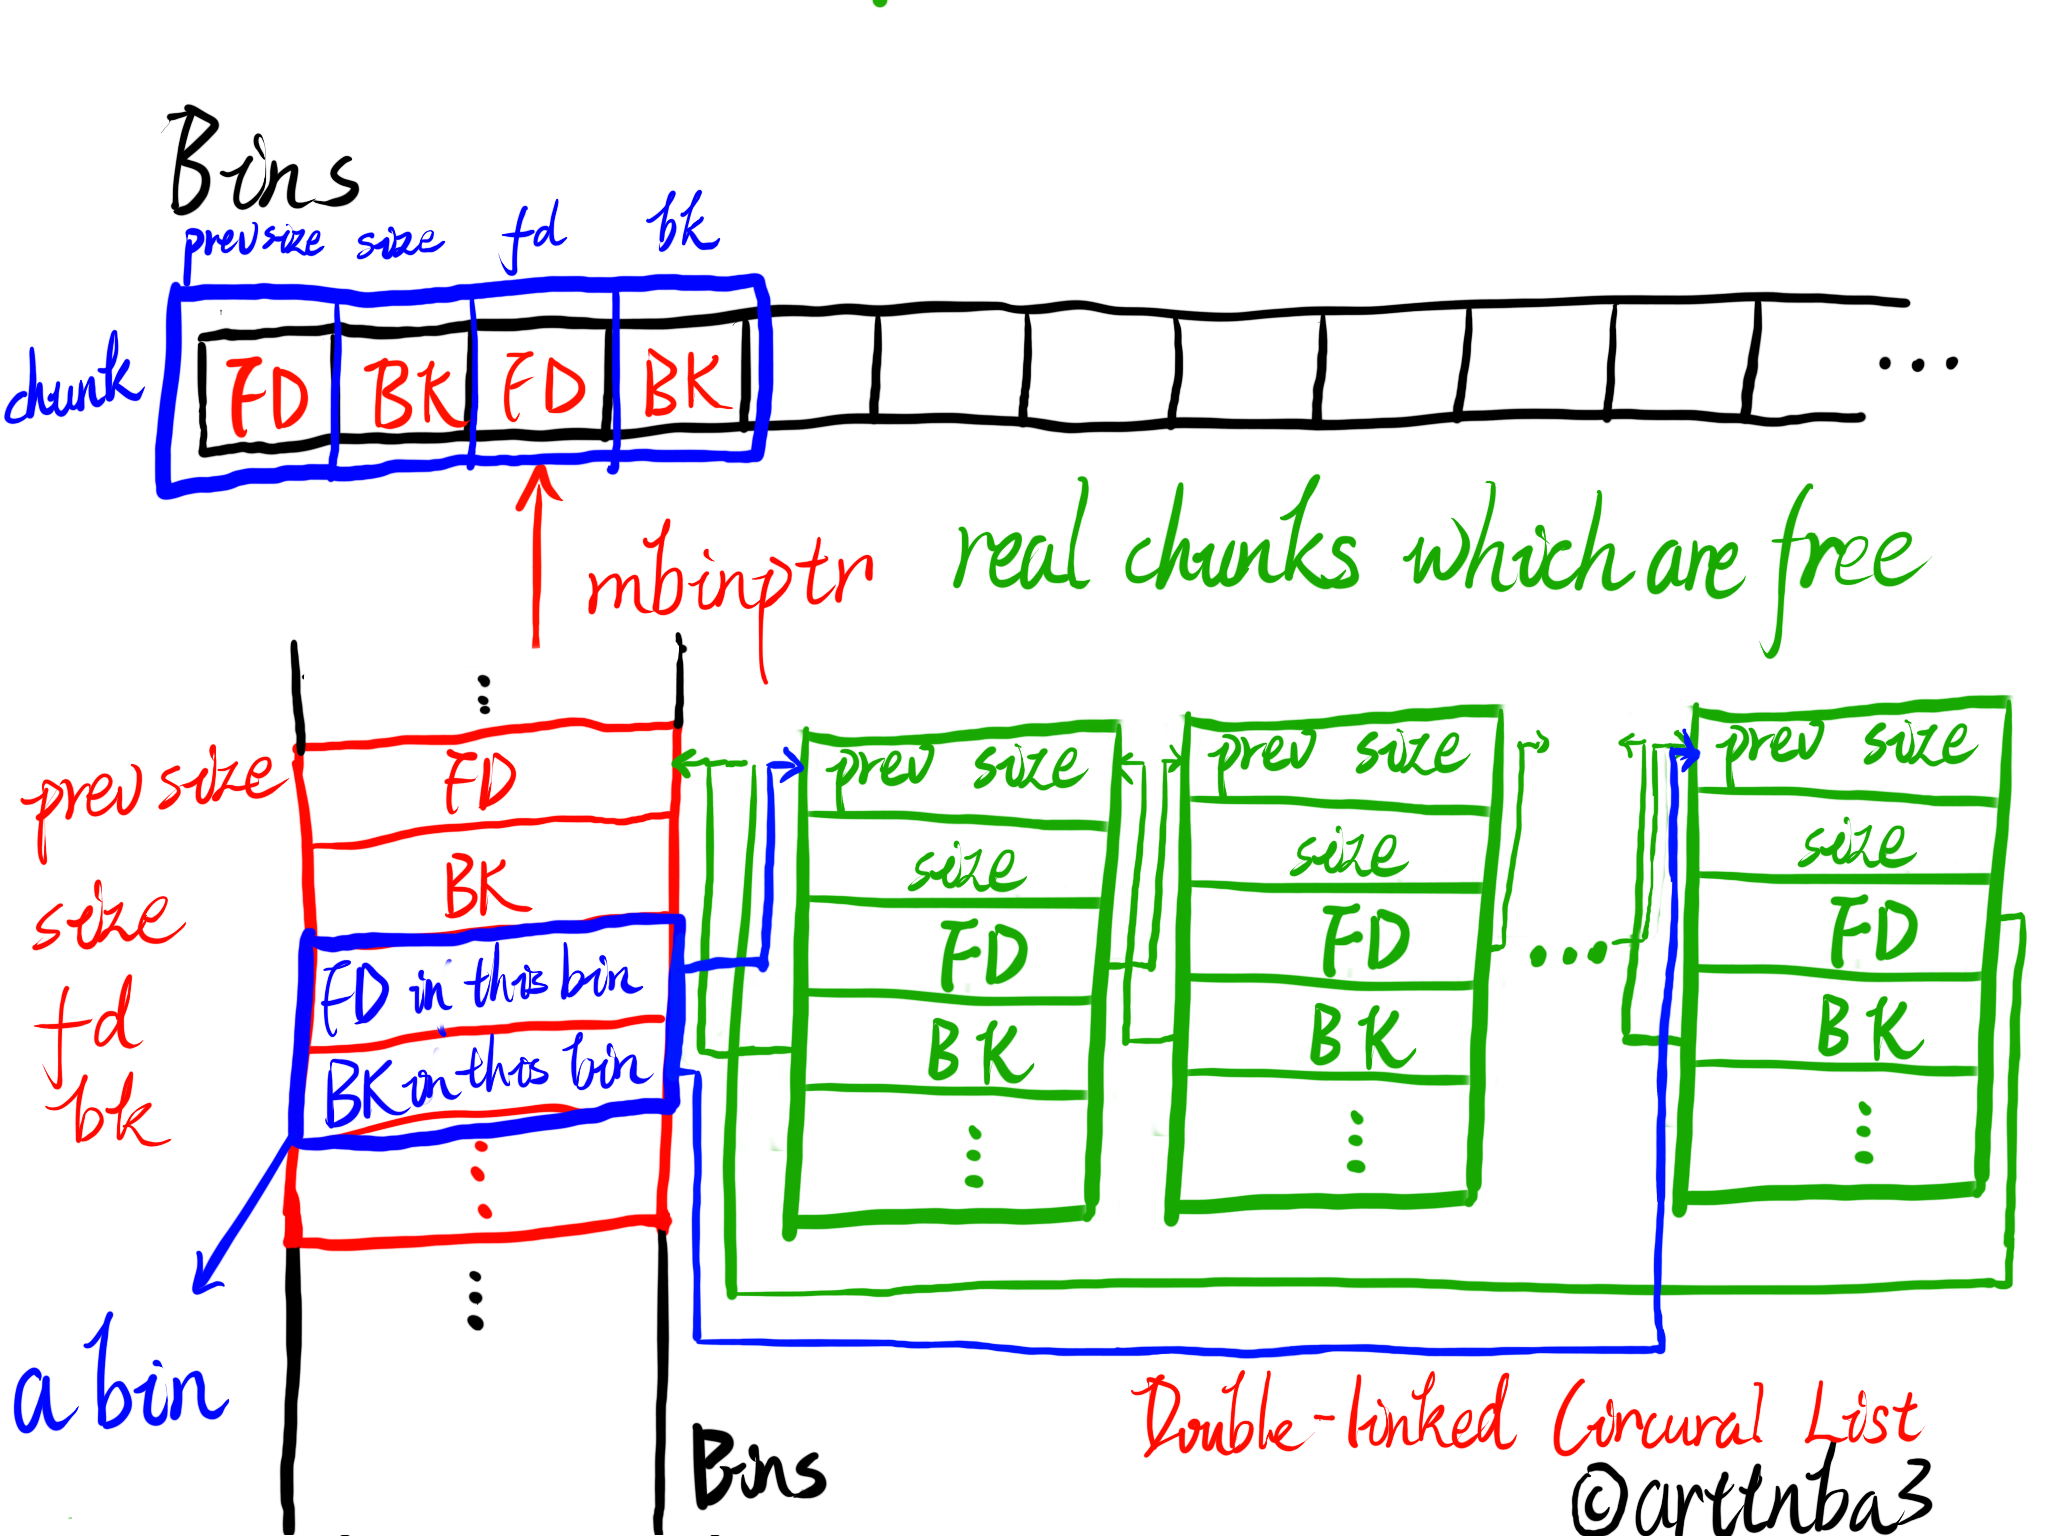 Bins
prevsize size fd bk
chunk
FD BK FD BK ...
mbinptr
real chunks which are free
prev size
size
fd
bk
FD
BK
FD in this bin
BK in this bin
a bin
Bins
prev size
size
FD
BK
prev size
size
FD
BK
...
prev size
size
FD
BK
Double-linked Circural List
©arttnba3